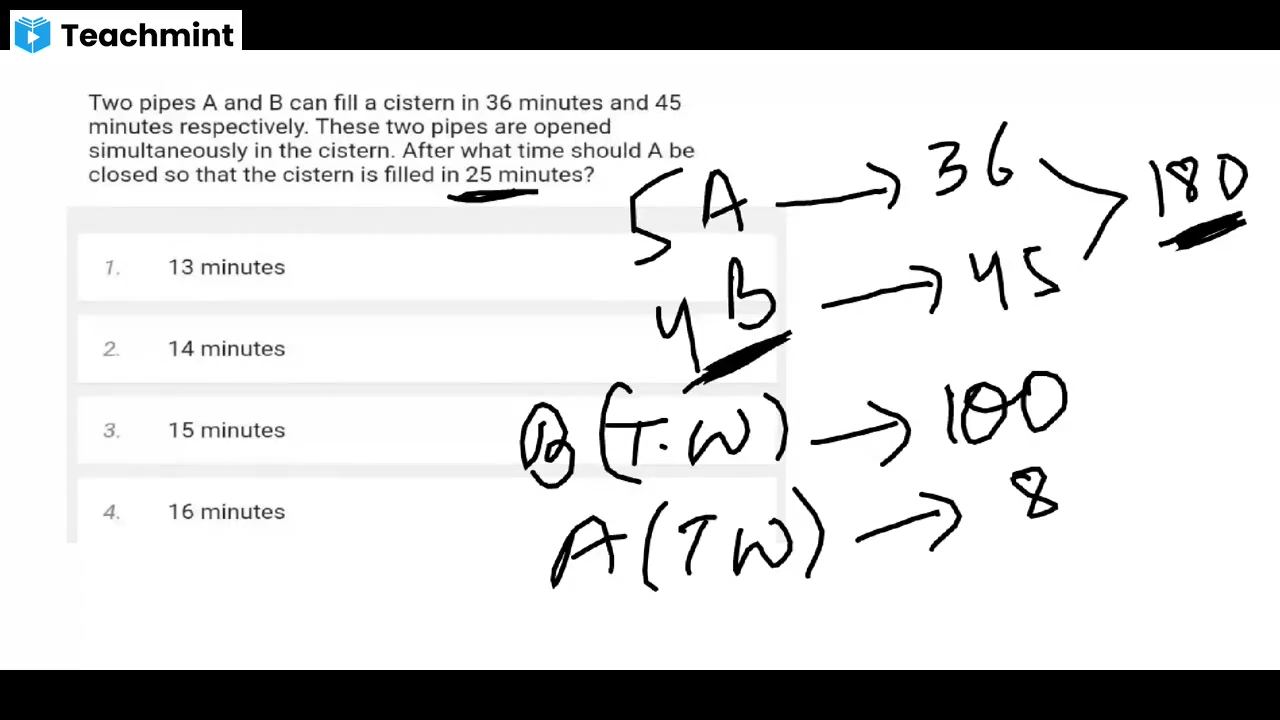 Teachmint
Two pipes A and B can fill a cistern in 36 minutes and 45
minutes respectively. These two pipes are opened
simultaneously in the cistern. After what time should A be
closed so that the cistern is filled in 25 minutes?
1. 13 minutes
2. 14 minutes
3. 15 minutes
4. 16 minutes
5 A → 36
180
4 B → 45
B (T.W) → 100
A (TW) → 8